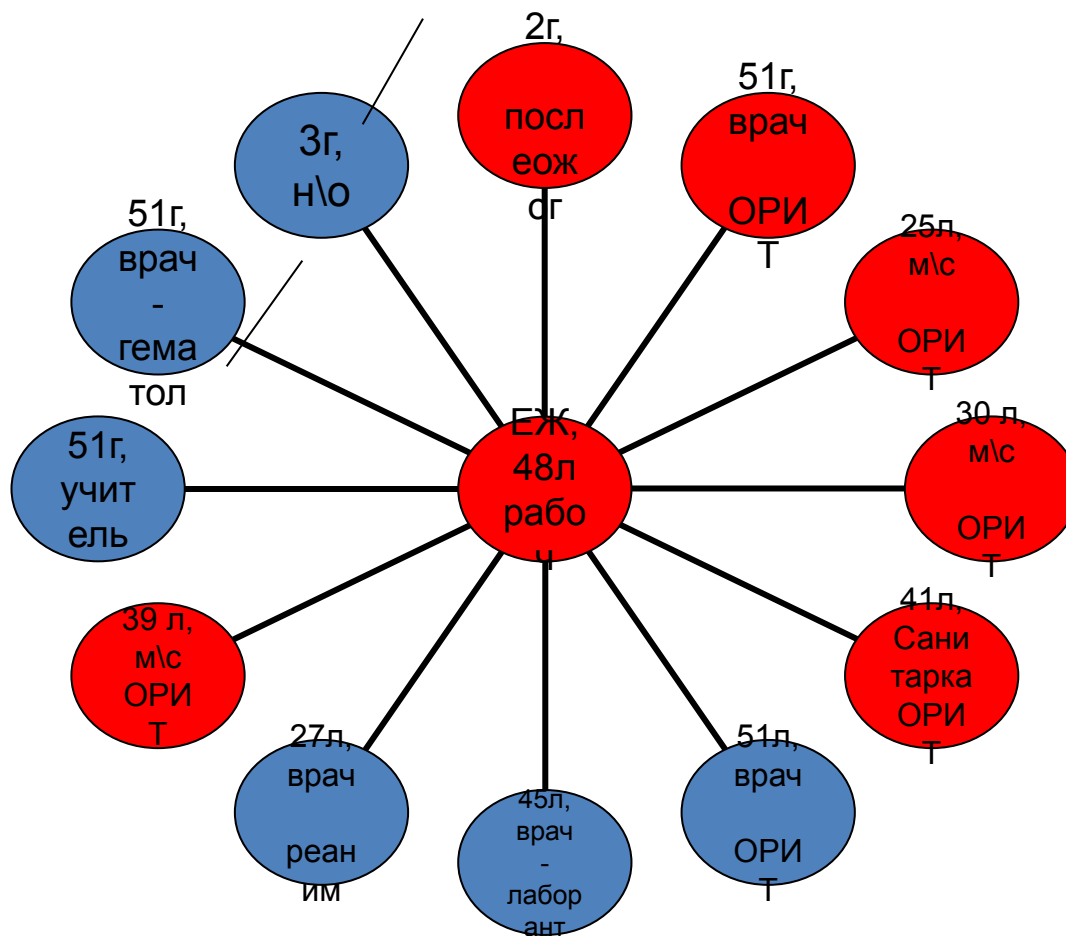 2г,
посл
еож
ог
51г,
врач
ОРИ
Т
25л,
м\с
ОРИ
Т
30 л,
м\с
ОРИ
Т
41л,
Сани
тарка
ОРИ
Т
51л,
врач
ОРИ
Т
45л,
врач
-
лабор
ант
27л,
врач
реан
им
39 л,
м\с
ОРИ
Т
51г,
учит
ель
51г,
врач
-
гема
тол
3г,
н\о
ЕЖ,
48л
рабо
ч